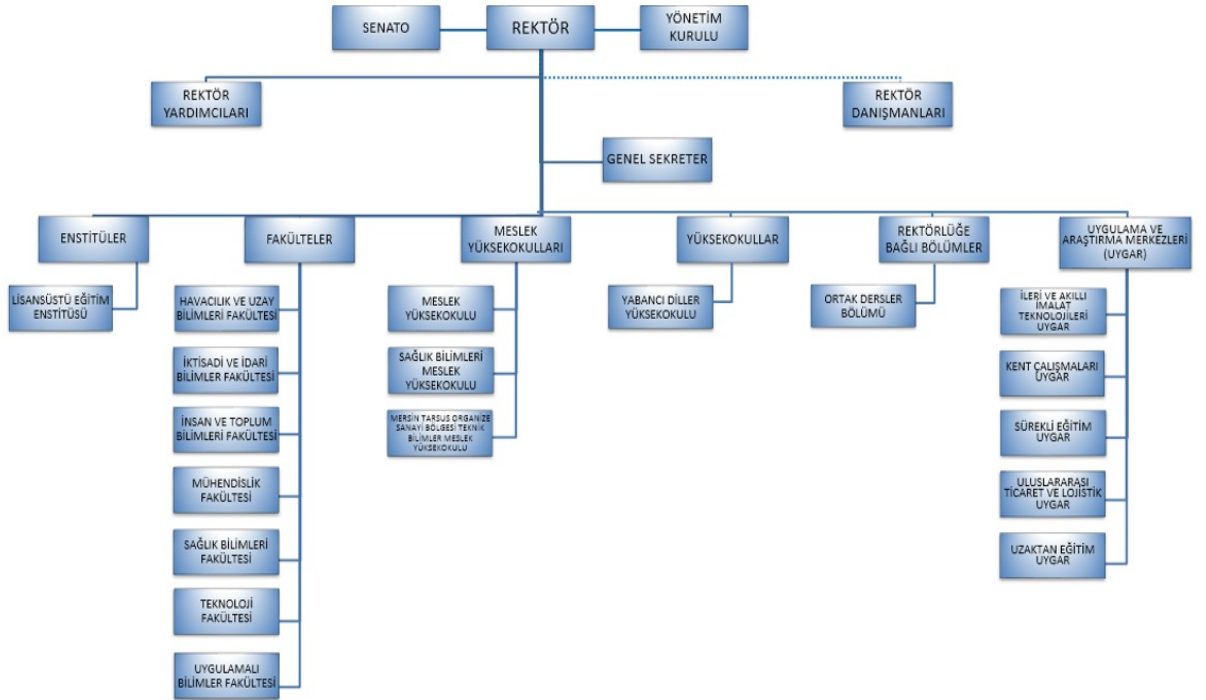 SENATO
REKTÖR
YÖNETİM
KURULU
REKTÖR
YARDIMCILARI
REKTÖR
DANIŞMANLARI
GENEL SEKRETER
ENSTİTÜLER
FAKÜLTELER
MESLEK
YÜKSEKOKULLARI
YÜKSEKOKULLAR
REKTÖRLÜĞE
BAĞLI BÖLÜMLER
UYGULAMA VE
ARAŞTIRMA MERKEZLERİ
(UYGAR)
LİSANSÜSTÜ EĞİTİM
ENSTİTÜSÜ
HAVACILIK VE UZAY
BİLİMLERİ FAKÜLTESİ
İKTİSADİ VE İDARİ
BİLİMLER FAKÜLTESİ
İNSAN VE TOPLUM
BİLİMLERİ FAKÜLTESİ
MÜHENDİSLİK
FAKÜLTESİ
SAĞLIK BİLİMLERİ
FAKÜLTESİ
TEKNOLOJİ
FAKÜLTESİ
UYGULAMALI
BİLİMLER FAKÜLTESİ
MESLEK
YÜKSEKOKULU
SAĞLIK BİLİMLERİ
MESLEK
YÜKSEKOKULU
MERSİN TARSUS ORGANİZE
SANAYİ BÖLGESİ TEKNİK
BİLİMLER MESLEK
YÜKSEKOKULU
YABANCI DİLLER
YÜKSEKOKULU
ORTAK DERSLER
BÖLÜMÜ
İLERİ VE AKILLI
İMALAT
TEKNOLOJİLERİ
UYGAR
KENT ÇALIŞMALARI
UYGAR
SÜREKLİ EĞİTİM
UYGAR
ULUSLARARASI
TİCARET VE LOJİSTİK
UYGAR
UZAKTAN EĞİTİM
UYGAR